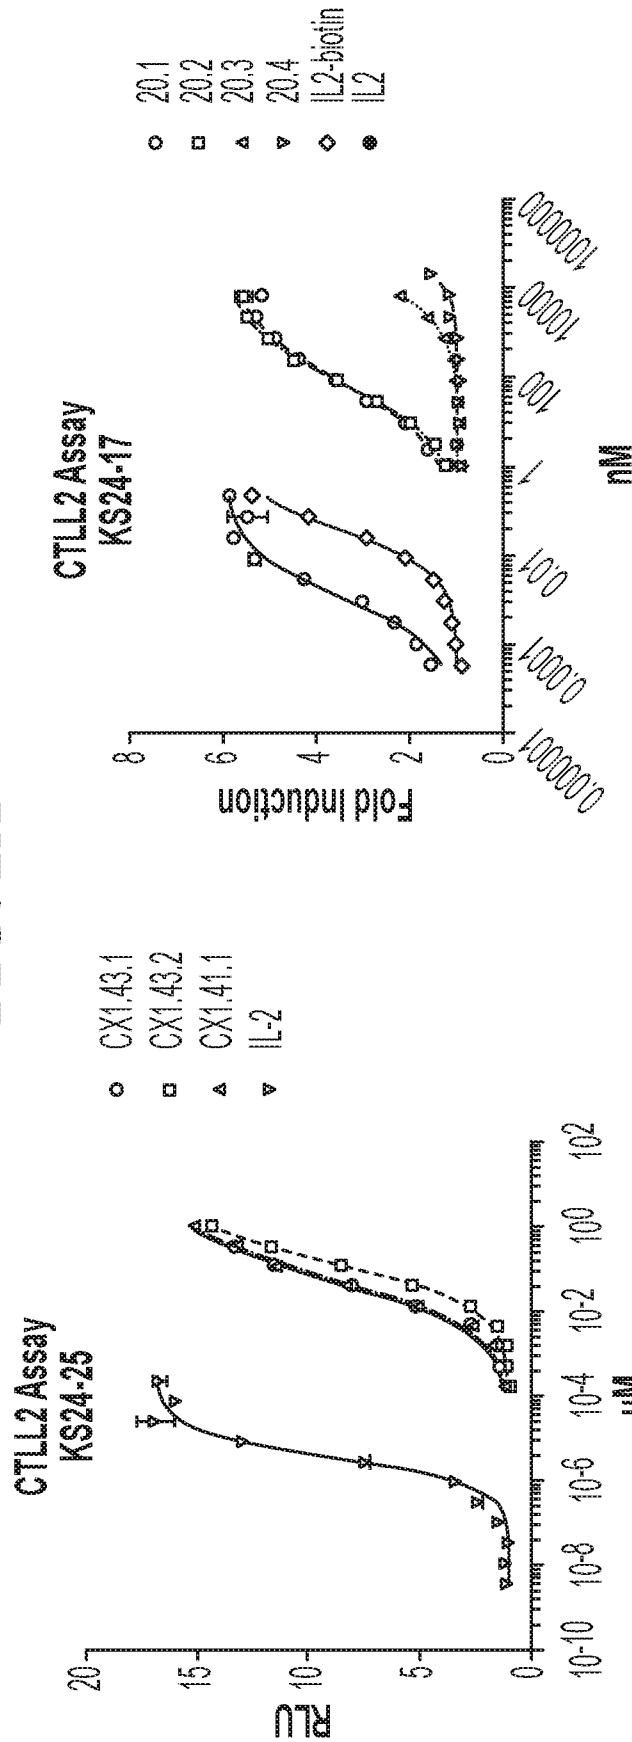 CTLL2 Assay
KS24-25
RLU
20
15
10
5
0
10-10
10-8
10-6
10-4
10-2
100
102
μM
CX1.43.1
CX1.43.2
CX1.41.1
IL-2
CTLL2 Assay
KS24-17
Fold Induction
8
6
4
2
0
0.000001
0.0001
0.01
1
100
10000
1000000
nM
20.1
20.2
20.3
20.4
IL2-biotin
IL2